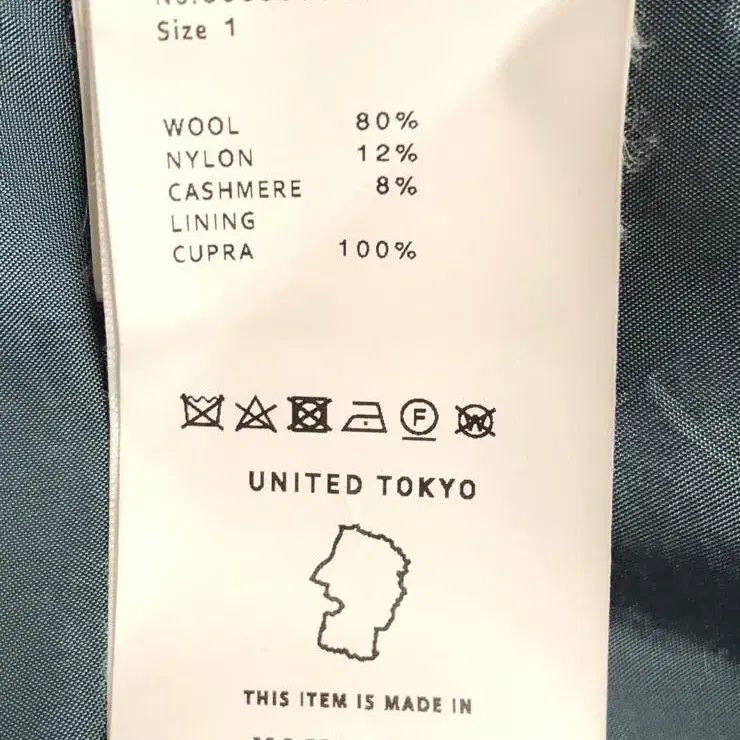 Size 1
WOOL 80%
NYLON 12%
CASHMERE 8%
LINING
CUPRA 100%
F
W
UNITED TOKYO
THIS ITEM IS MADE IN